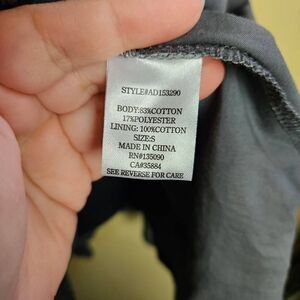 STYLE#AD153290
BODY:83%COTTON
17%POLYESTER
LINING: 100%COTTON
SIZE:S
MADE IN CHINA
RN#135090
CA#35884
SEE REVERSE FOR CARE